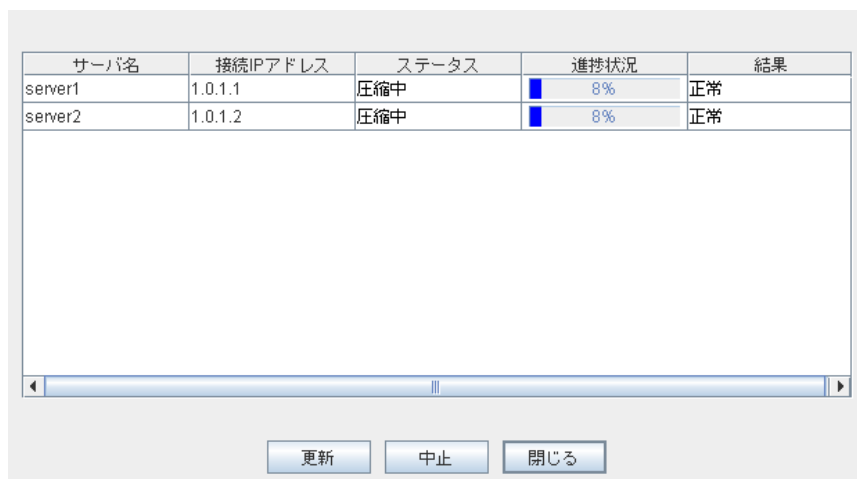 サーバ名 接続IPアドレス ステータス 進捗状況 結果
server1 1.0.1.1 圧縮中 8% 正常
server2 1.0.1.2 圧縮中 8% 正常
更新 中止 閉じる